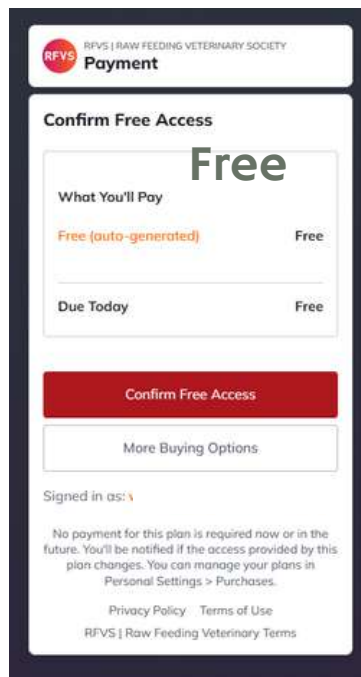 RFVS
RFVS | RAW FEEDING VETERINARY SOCIETY
Payment
Confirm Free Access
Free
What You'll Pay
Free (auto-generated) Free
Due Today Free
Confirm Free Access
More Buying Options
Signed in as:
No payment for this plan is required now or in the
future. You'll be notified if the access provided by this
plan changes. You can manage your plans in
Personal Settings > Purchases.
Privacy Policy Terms of Use
RFVS | Raw Feeding Veterinary Terms